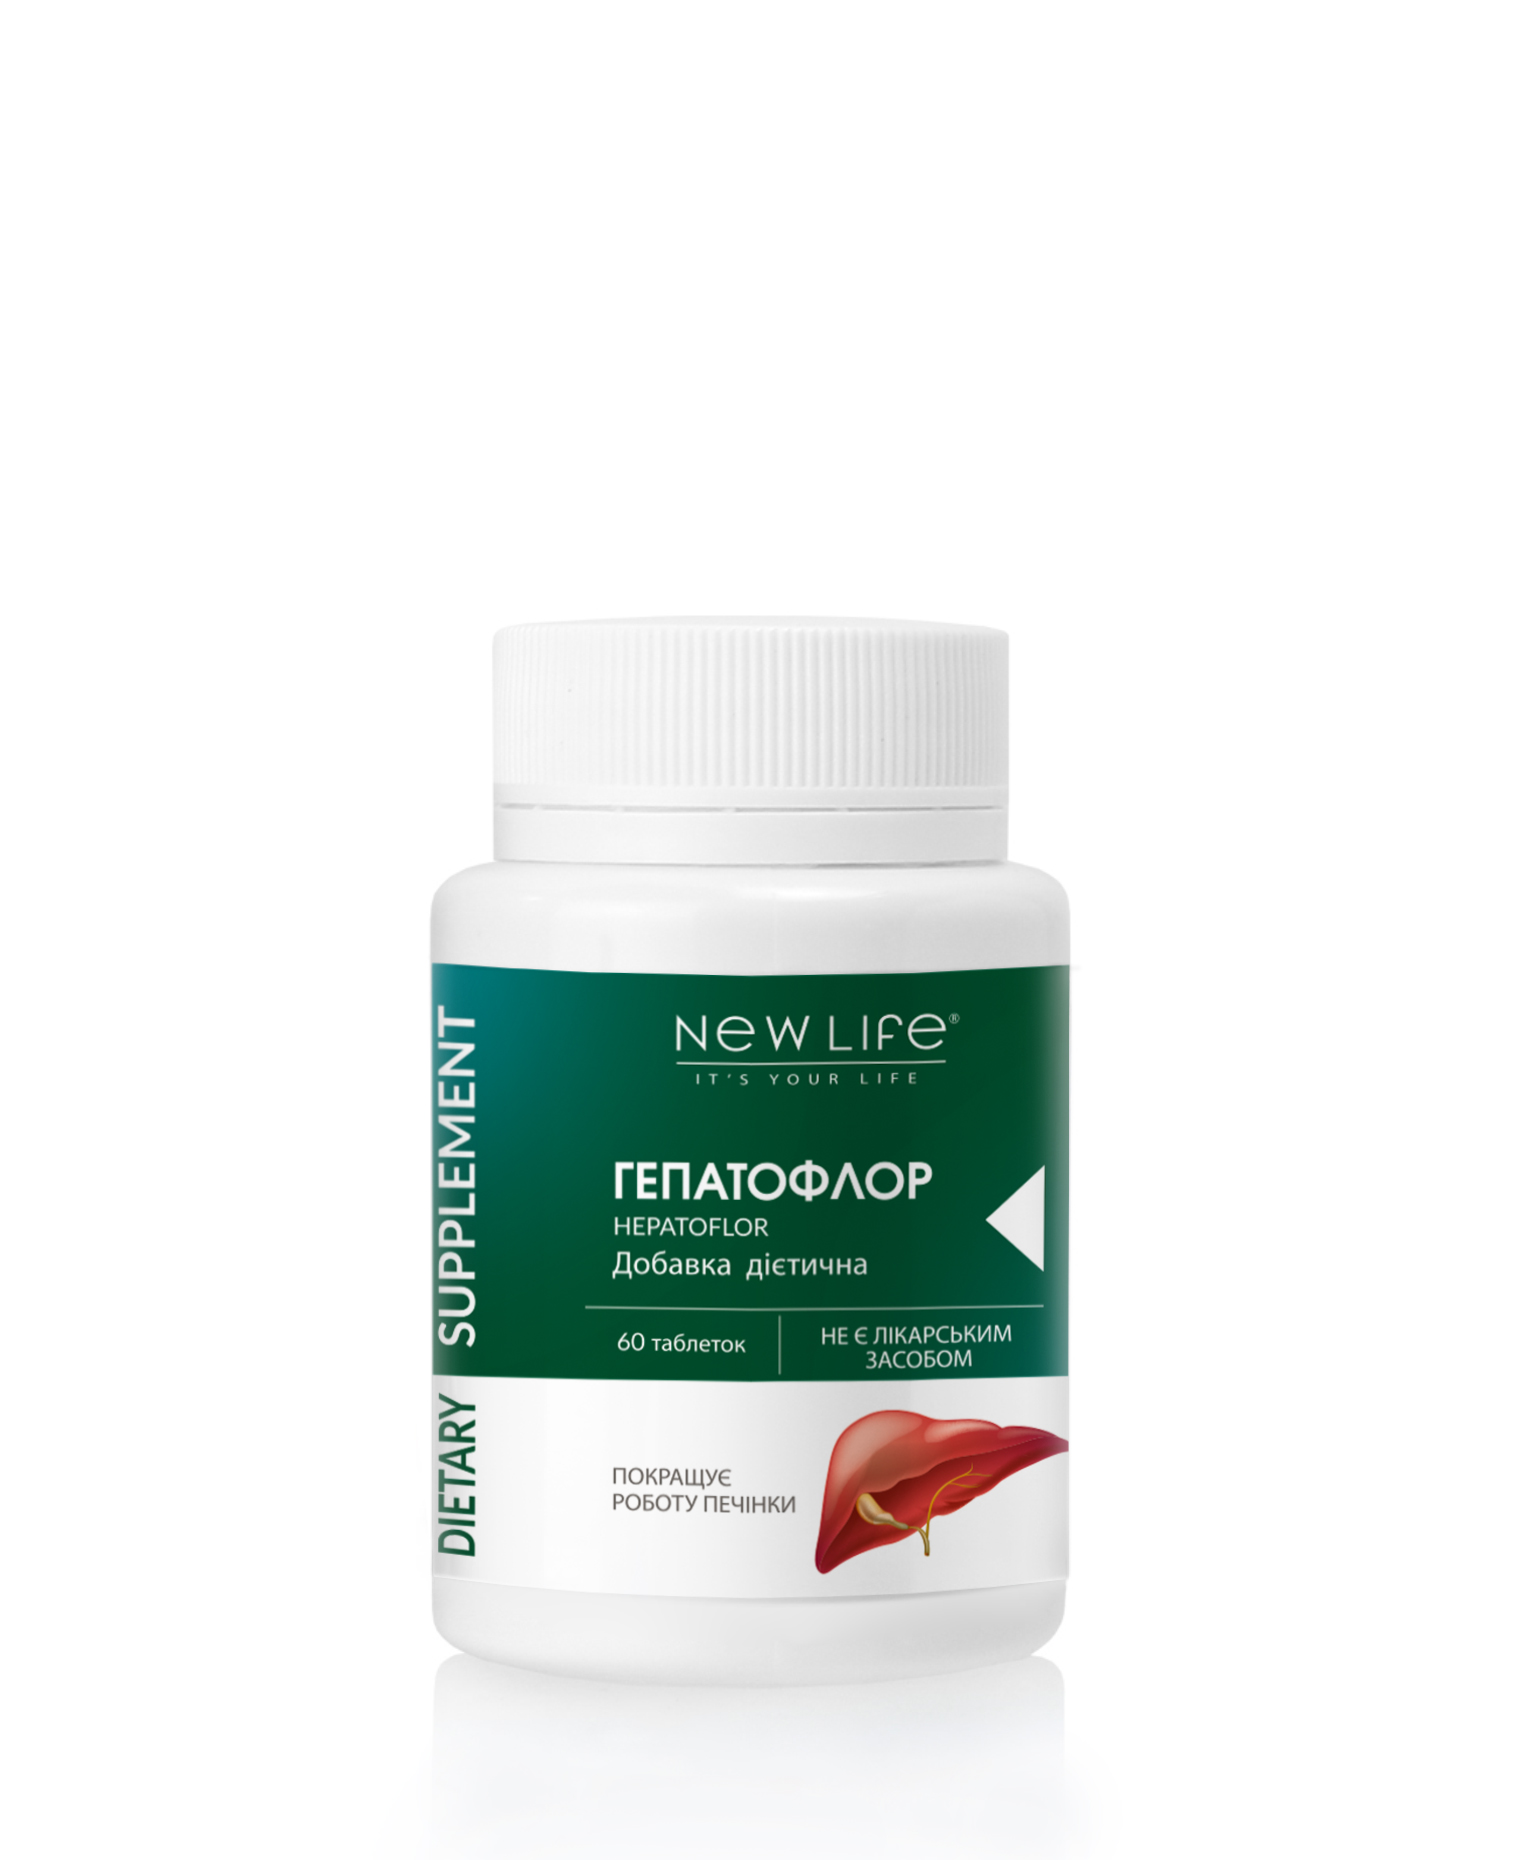 NEW LIFE®
IT'S YOUR LIFE
ГЕПАТОФЛОР
HEPATOFLOR
Добавка дієтична
60 таблеток
НЕ Є ЛІКАРСЬКИМ
ЗАСОБОМ
ПОКРАЩУЄ
РОБОТУ ПЕЧІНКИ
DIETARY SUPPLEMENT